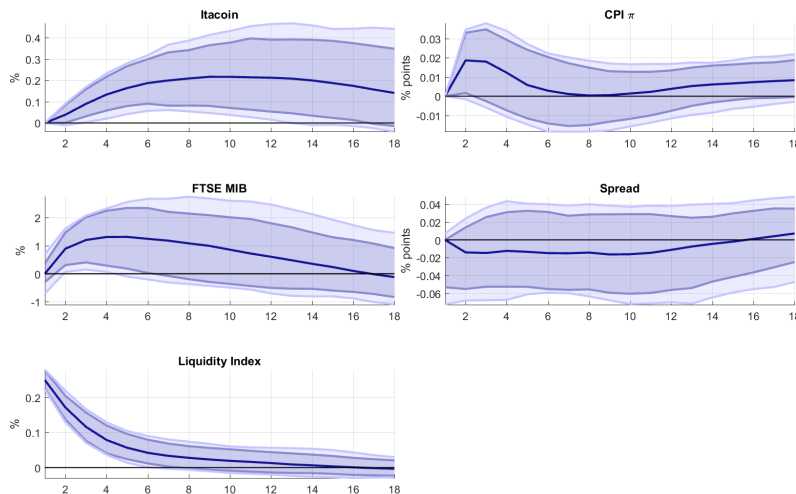 Itacoin
%
0.4
0.3
0.2
0.1
0
2 4 6 8 10 12 14 16 18
CPI π
% points
0.03
0.02
0.01
0
-0.01
2 4 6 8 10 12 14 16 18
FTSE MIB
%
2
1
0
-1
2 4 6 8 10 12 14 16 18
Spread
% points
0.04
0.02
0
-0.02
-0.04
-0.06
2 4 6 8 10 12 14 16 18
Liquidity Index
%
0.2
0.1
0
2 4 6 8 10 12 14 16 18